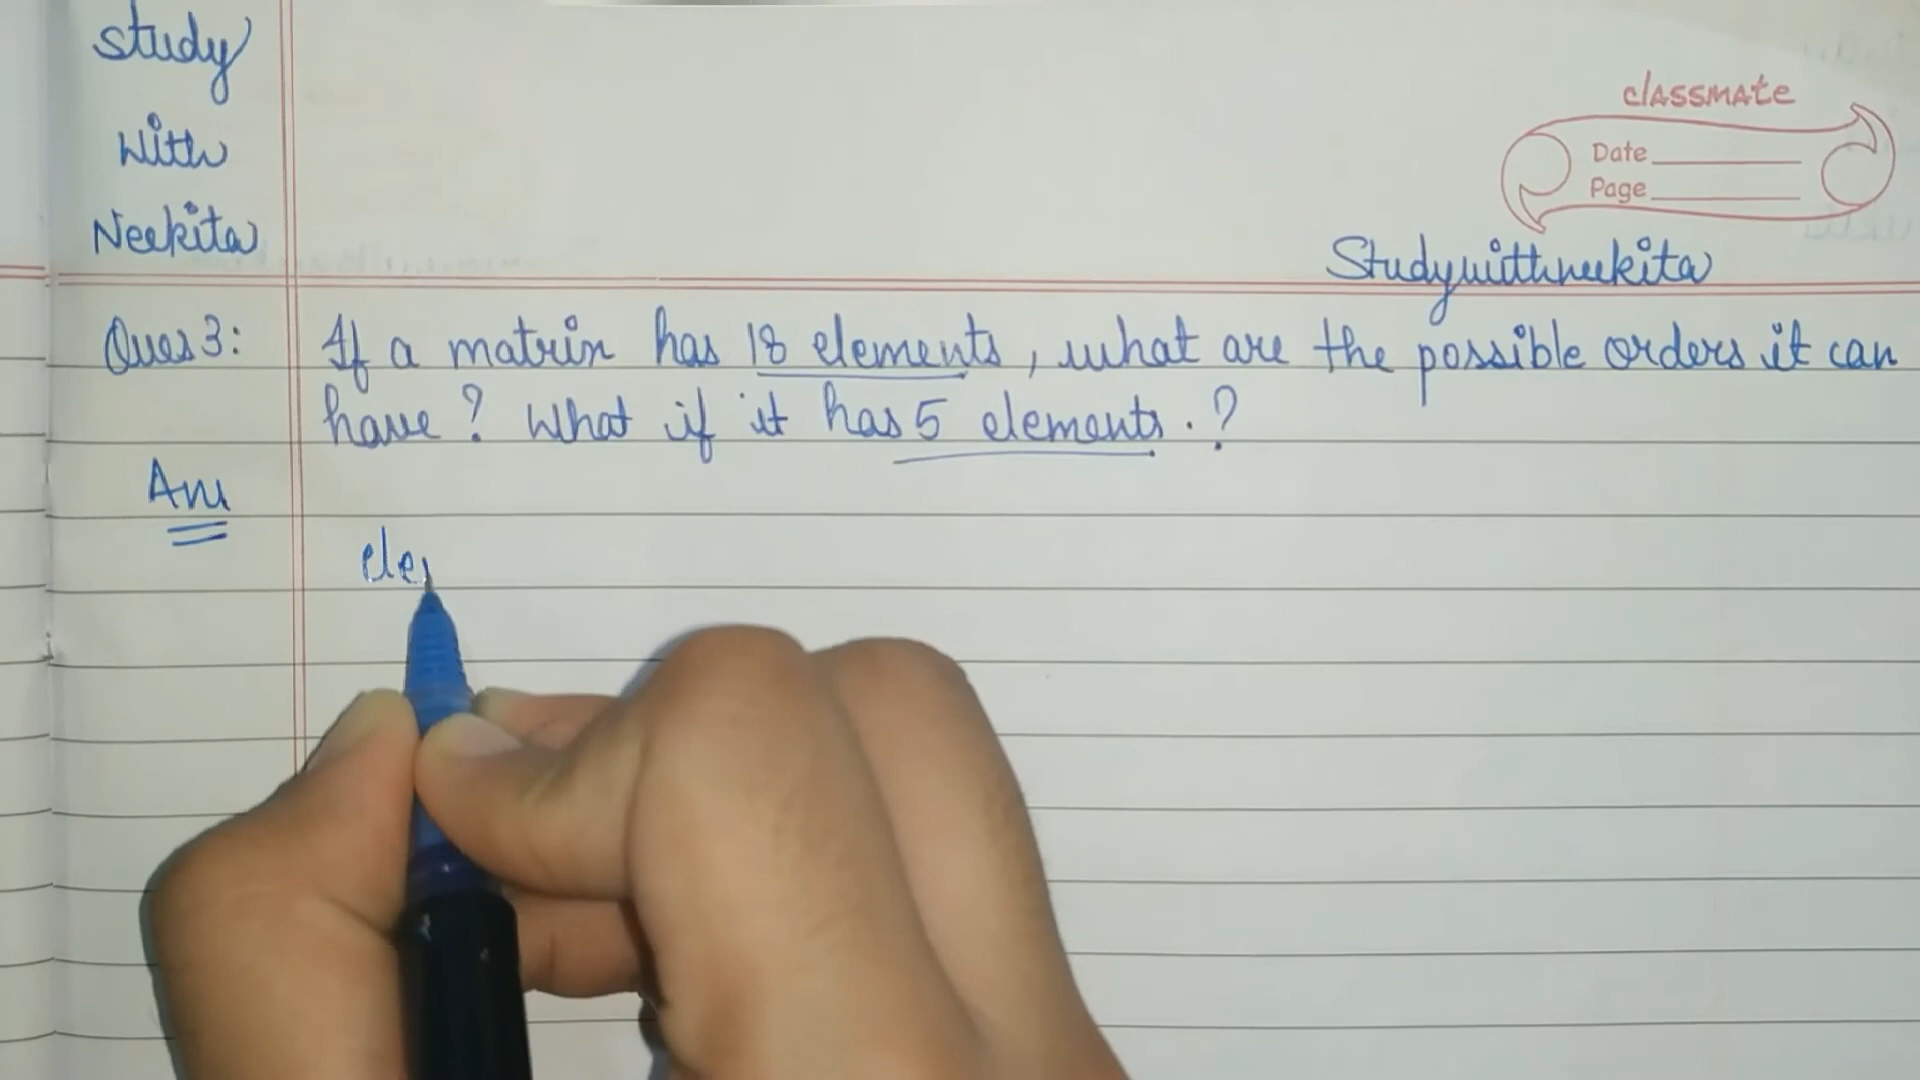 study
With
Neekita
classmate
Date
Page
Studywithneekita
Ques 3: If a matrix has 18 elements, what are the possible orders it can
have? What if it has 5 elements.?
Ans
ele